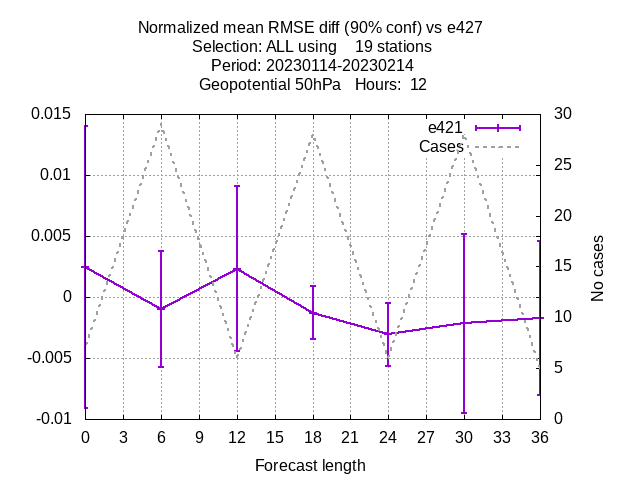 Normalized mean RMSE diff (90% conf) vs e427
Selection: ALL using    19 stations
Period: 20230114-20230214
Geopotential 50hPa   Hours:  12
0.015
0.01
0.005
0
-0.005
-0.01
30
25
20
15
10
5
0
e421
Cases
No cases
0 3 6 9 12 15 18 21 24 27 30 33 36
Forecast length